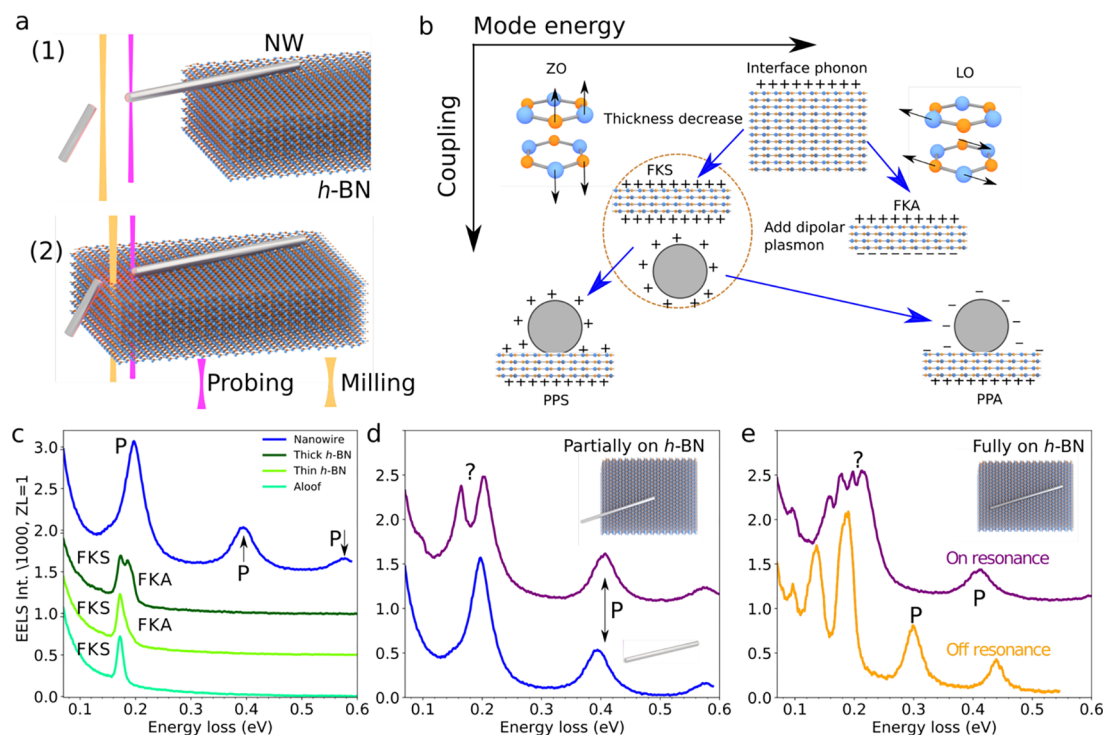 a
(1)
NW
h-BN
(2)
Probing
Milling
b
Mode energy
Coupling
ZO
Interface phonon
LO
+ + + + + + + + +
Thickness decrease
FKS
+ + + + + + + + +
+ + + + + + + + +
FKA
+ + + + + + + + +
− − − − − − − − − −
Add dipolar
plasmon
PPS
PPA
c
3.0
2.5
2.0
1.5
1.0
0.5
0.0
EELS Int. \1000, ZL=1
P
P
P
Nanowire
Thick h-BN
Thin h-BN
Aloof
FKS
FKA
FKS
FKA
FKS
0.1 0.2 0.3 0.4 0.5 0.6
Energy loss (eV)
d
Partially on h-BN
2.5
2.0
1.5
1.0
0.5
0.0
?
P
0.1 0.2 0.3 0.4 0.5 0.6
Energy loss (eV)
e
Fully on h-BN
2.5
2.0
1.5
1.0
0.5
0.0
?
On resonance
P
P
Off resonance
0.1 0.2 0.3 0.4 0.5 0.6
Energy loss (eV)